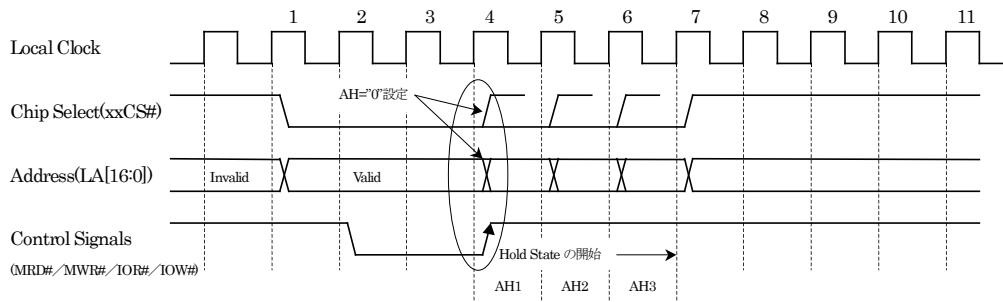 1 2 3 4 5 6 7 8 9 10 11
Local Clock
AH="0"設定
Chip Select(xxCS#)
Address(LA[16:0])
Invalid
Valid
Control Signals
(MRD#/MWR#/IOR#/IOW#)
Hold State の開始
AH1 AH2 AH3